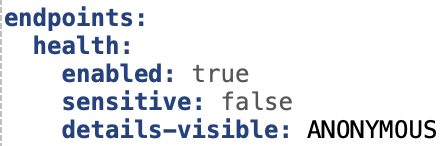 endpoints:
  health:
    enabled: true
    sensitive: false
    details-visible: ANONYMOUS